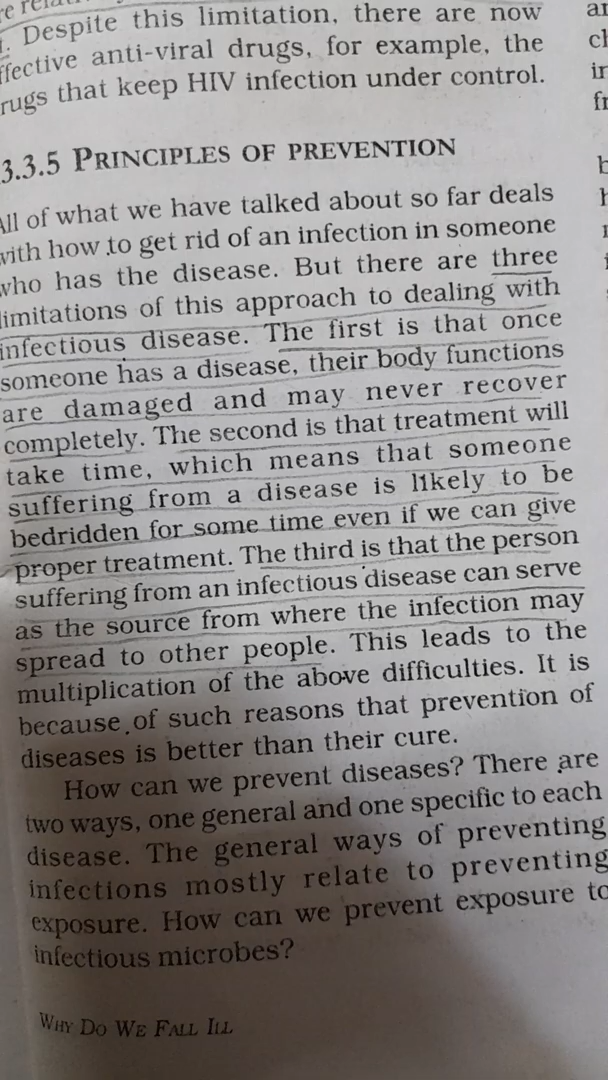 Despite this limitation, there are now
anti-viral drugs, for example, the
that keep HIV infection under control.
3.3.5 PRINCIPLES OF PREVENTION
of what we have talked about so far deals
how to get rid of an infection in someone
has the disease. But there are three
limitations of this approach to dealing with
infectious disease. The first is that once
someone has a disease, their body functions
are damaged and may never recover
completely. The second is that treatment will
take time, which means that someone
suffering from a disease is likely to be
bedridden for some time even if we can give
proper treatment. The third is that the person
suffering from an infectious disease can serve
as the source from where the infection may
spread to other people. This leads to the
multiplication of the above difficulties. It is
because of such reasons that prevention of
diseases is better than their cure.
How can we prevent diseases? There are
two ways, one general and one specific to each
disease. The general ways of preventing
infections mostly relate to preventing
exposure. How can we prevent exposure to
infectious microbes?
WHY DO WE FALL ILL